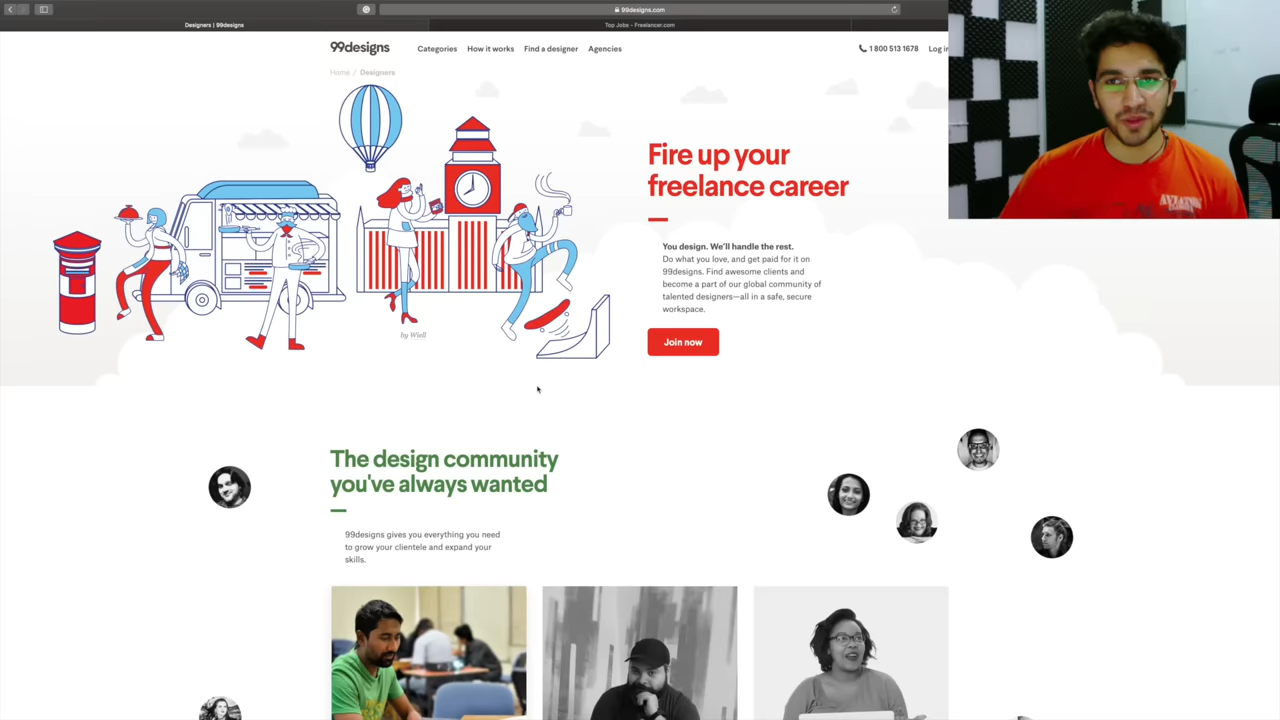 99designs.com
Designers | 99designs
Top Jobs - Freelancer.com
99designs
Categories
How it works
Find a designer
Agencies
1 800 513 1678
Log in
Home / Designers
Fire up your
freelance career
You design. We'll handle the rest.
Do what you love, and get paid for it on
99designs. Find awesome clients and
become a part of our global community of
talented designers—all in a safe, secure
workspace.
by Wiell
Join now
AVIATOR
The design community
you've always wanted
99designs gives you everything you need
to grow your clientele and expand your
skills.